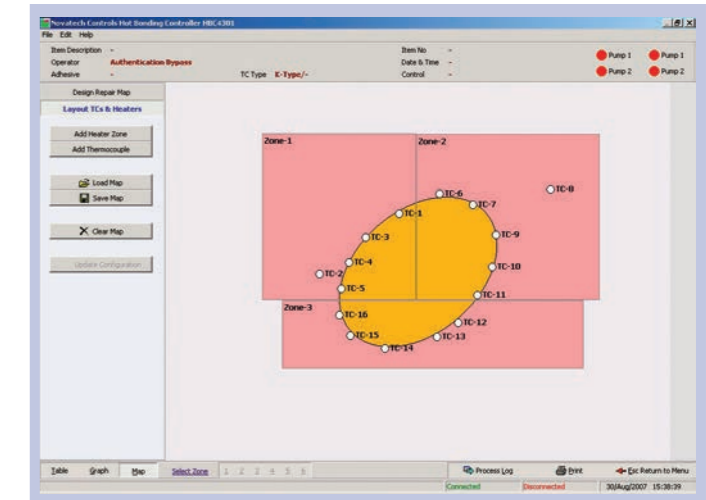 Novatech Controls Hot Bonding Controller HBC4301
File Edit Help
Item Description - Item No -
Operator Authentication Bypass Date & Time - Pump 1 Pump 1
Adhesive - TC Type K-Type/- Control - Pump 2 Pump 2
Design Repair Map
Layout TCs & Heaters
Add Heater Zone
Add Thermocouple
Load Map
Save Map
Clear Map
Update Configuration
Zone-1 Zone-2
TC-6 TC-8
TC-7
TC-1
TC-3 TC-9
TC-4 TC-10
TC-2
TC-5 TC-11
Zone-3
TC-16
TC-12
TC-15 TC-13
TC-14
Table Graph Map Select Zone 1 2 3 4 5 6 Process Log Print Esc Return to Menu
Connected Disconnected 30/Aug/2007 15:38:39